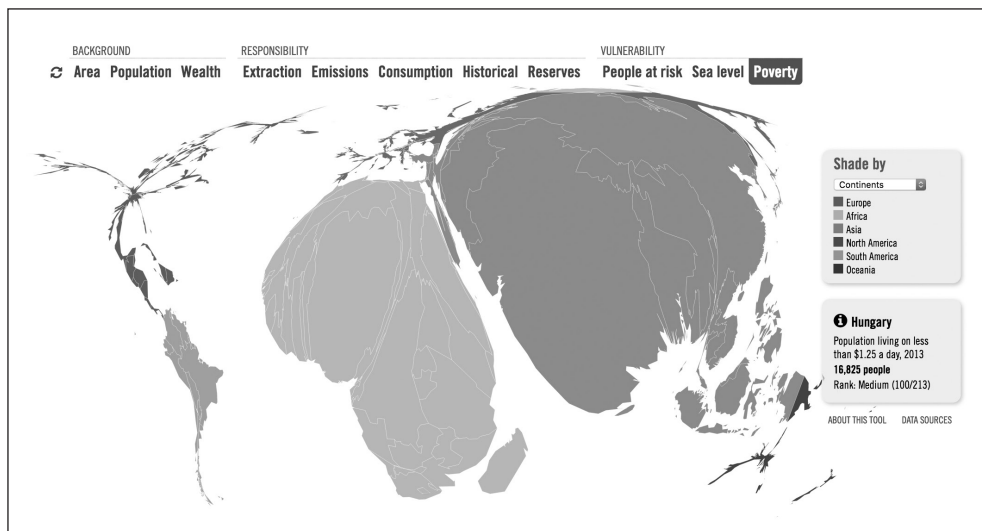 BACKGROUND
RESPONSIBILITY
VULNERABILITY
Area Population Wealth
Extraction Emissions Consumption Historical Reserves
People at risk Sea level Poverty
Shade by
Continents
Europe
Africa
Asia
North America
South America
Oceania
Hungary
Population living on less
than $1.25 a day, 2013
16,825 people
Rank: Medium (100/213)
ABOUT THIS TOOL DATA SOURCES